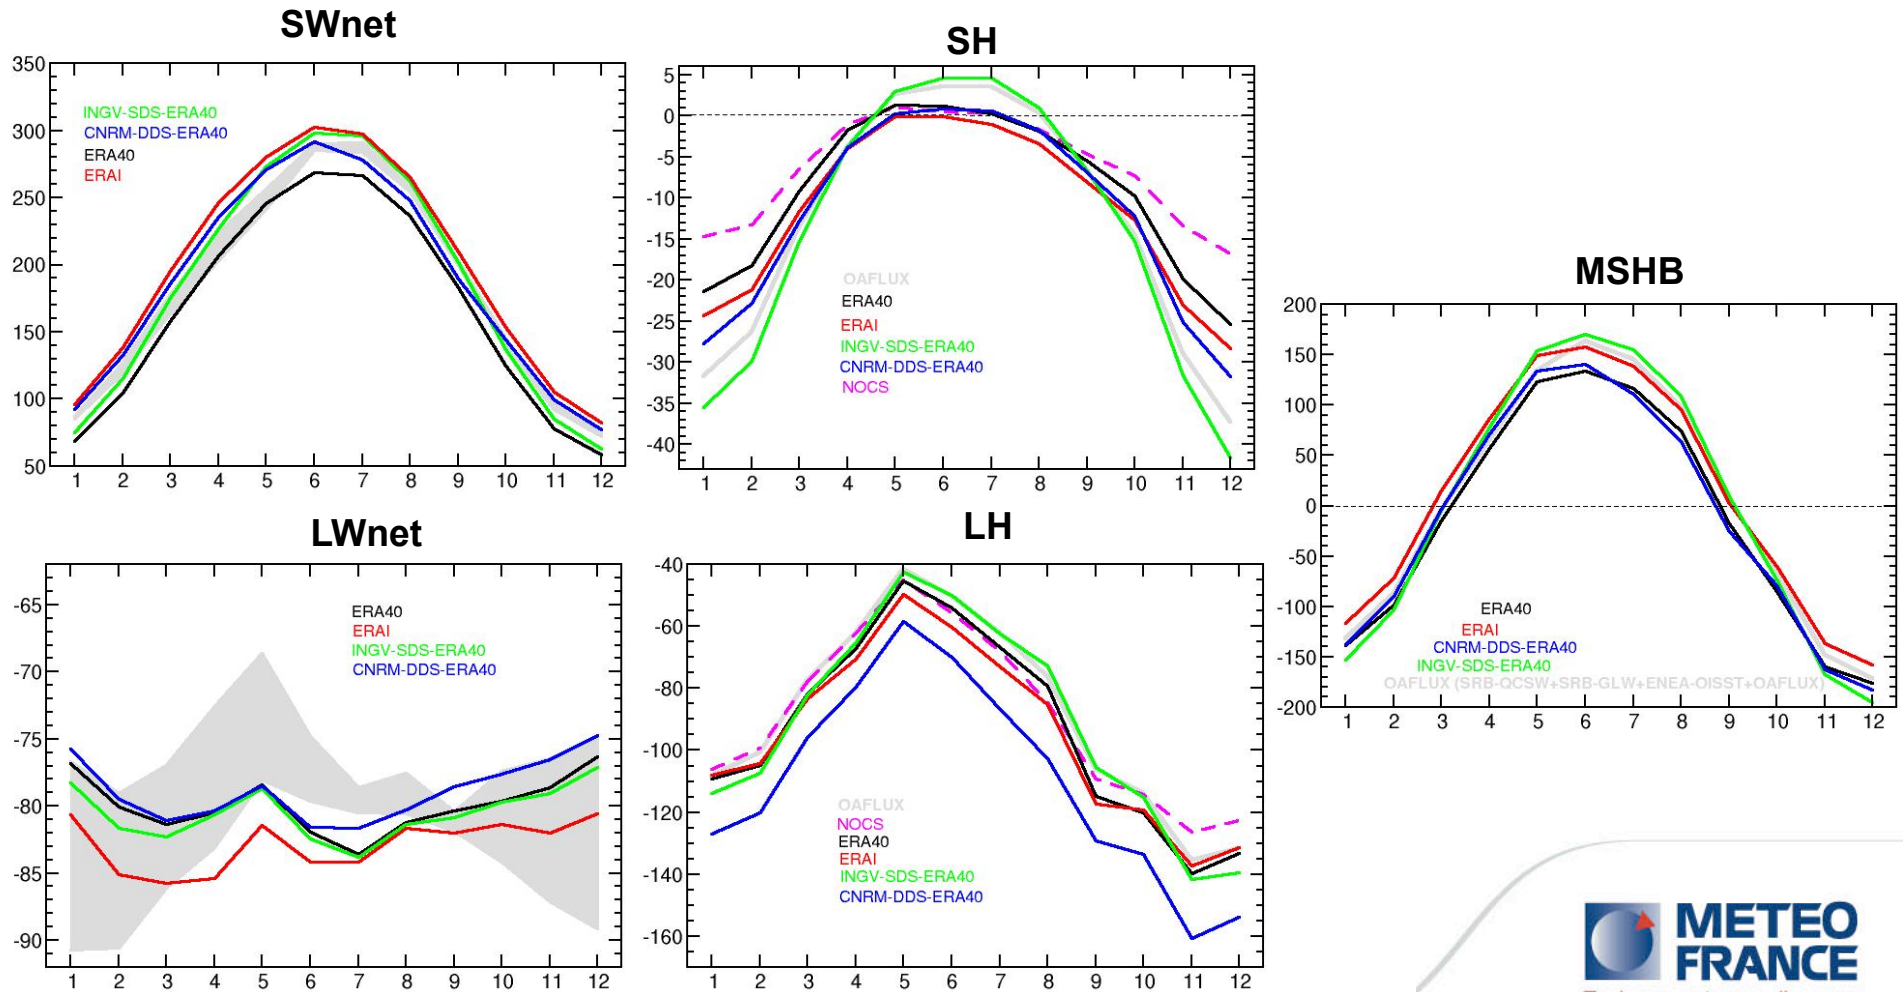 SWnet
350
300
250
200
150
100
50
INGV-SDS-ERA40
CNRM-DDS-ERA40
ERA40
ERAI
1 2 3 4 5 6 7 8 9 10 11 12
SH
5
0
-5
-10
-15
-20
-25
-30
-35
-40
OAFLUX
ERA40
ERAI
INGV-SDS-ERA40
CNRM-DDS-ERA40
NOCS
1 2 3 4 5 6 7 8 9 10 11 12
MSHB
200
150
100
50
0
-50
-100
-150
-200
ERA40
ERAI
CNRM-DDS-ERA40
INGV-SDS-ERA40
OAFLUX (SRB-QCSW+SRB-GLW+ENEA-OISST+OAFLUX)
1 2 3 4 5 6 7 8 9 10 11 12
LWnet
-65
-70
-75
-80
-85
-90
ERA40
ERAI
INGV-SDS-ERA40
CNRM-DDS-ERA40
1 2 3 4 5 6 7 8 9 10 11 12
LH
-40
-60
-80
-100
-120
-140
-160
OAFLUX
NOCS
ERA40
ERAI
INGV-SDS-ERA40
CNRM-DDS-ERA40
1 2 3 4 5 6 7 8 9 10 11 12
METEO
FRANCE